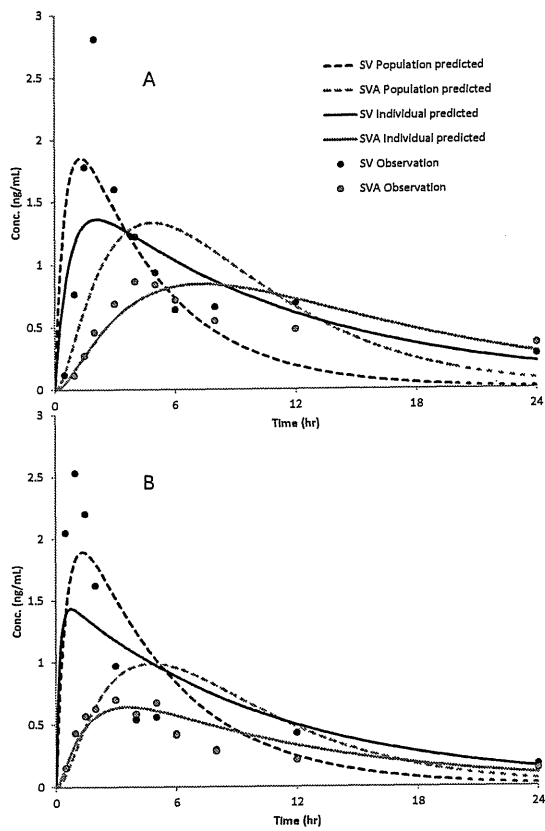 3
2.5
2
1.5
1
0.5
0
Conc. (ng/mL)
A
SV Population predicted
SVA Population predicted
SV Individual predicted
SVA Individual predicted
SV Observation
SVA Observation
0 6 12 18 24
Time (hr)
3
2.5
2
1.5
1
0.5
0
Conc. (ng/mL)
B
0 6 12 18 24
Time (hr)